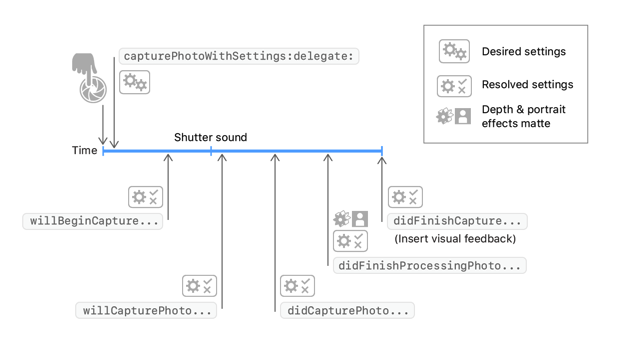 capturePhotoWithSettings:delegate:
Desired settings
Resolved settings
Depth & portrait
effects matte
Shutter sound
Time
willBeginCapture...
didFinishCapture...
(Insert visual feedback)
didFinishProcessingPhoto...
willCapturePhoto...
didCapturePhoto...